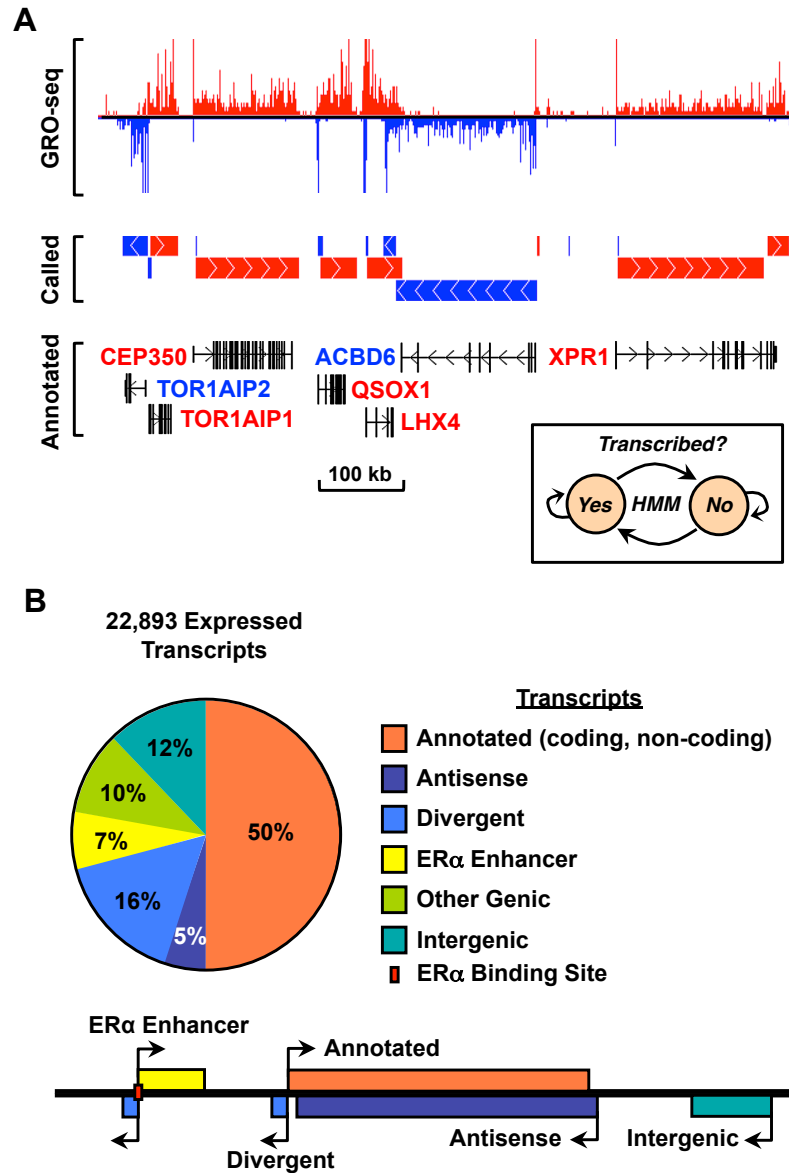 A
GRO-seq
Called
Annotated
CEP350
ACBD6
XPR1
TOR1AIP2
QSOX1
TOR1AIP1
LHX4
100 kb
Transcribed?
Yes
HMM
No
B
22,893 Expressed
Transcripts
12%
10%
7%
16%
5%
50%
Transcripts
Annotated (coding, non-coding)
Antisense
Divergent
ERα Enhancer
Other Genic
Intergenic
ERα Binding Site
ERα Enhancer
Annotated
Divergent
Antisense
Intergenic